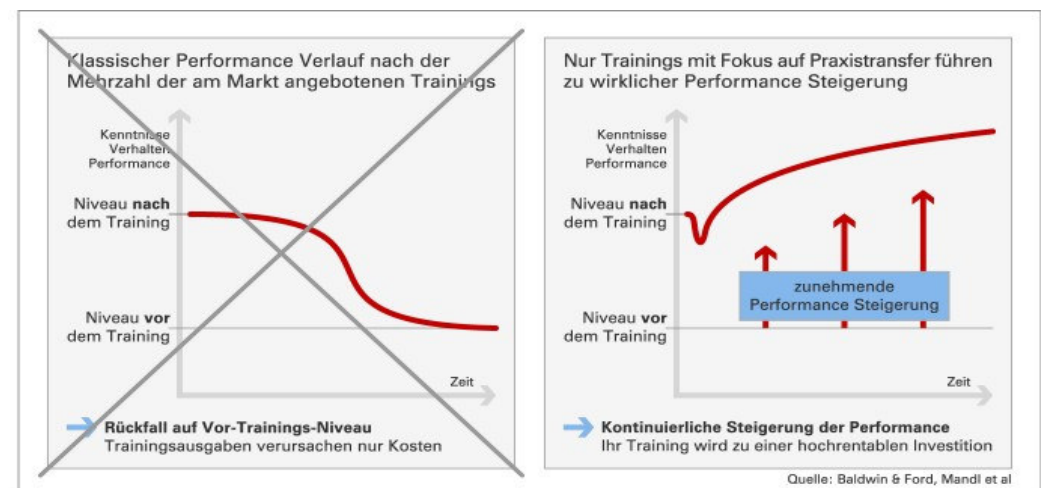 Klassischer Performance Verlauf nach der
Mehrzahl der am Markt angebotenen Trainings
Kenntnisse
Verhalten
Performance
Niveau nach
dem Training
Niveau vor
dem Training
Zeit
Rückfall auf Vor-Trainings-Niveau
Trainingsausgaben verursachen nur Kosten
Nur Trainings mit Fokus auf Praxistransfer führen
zu wirklicher Performance Steigerung
Kenntnisse
Verhalten
Performance
Niveau nach
dem Training
zunehmende
Performance Steigerung
Niveau vor
dem Training
Zeit
Kontinuierliche Steigerung der Performance
Ihr Training wird zu einer hochrentablen Investition
Quelle: Baldwin & Ford, Mandl et al